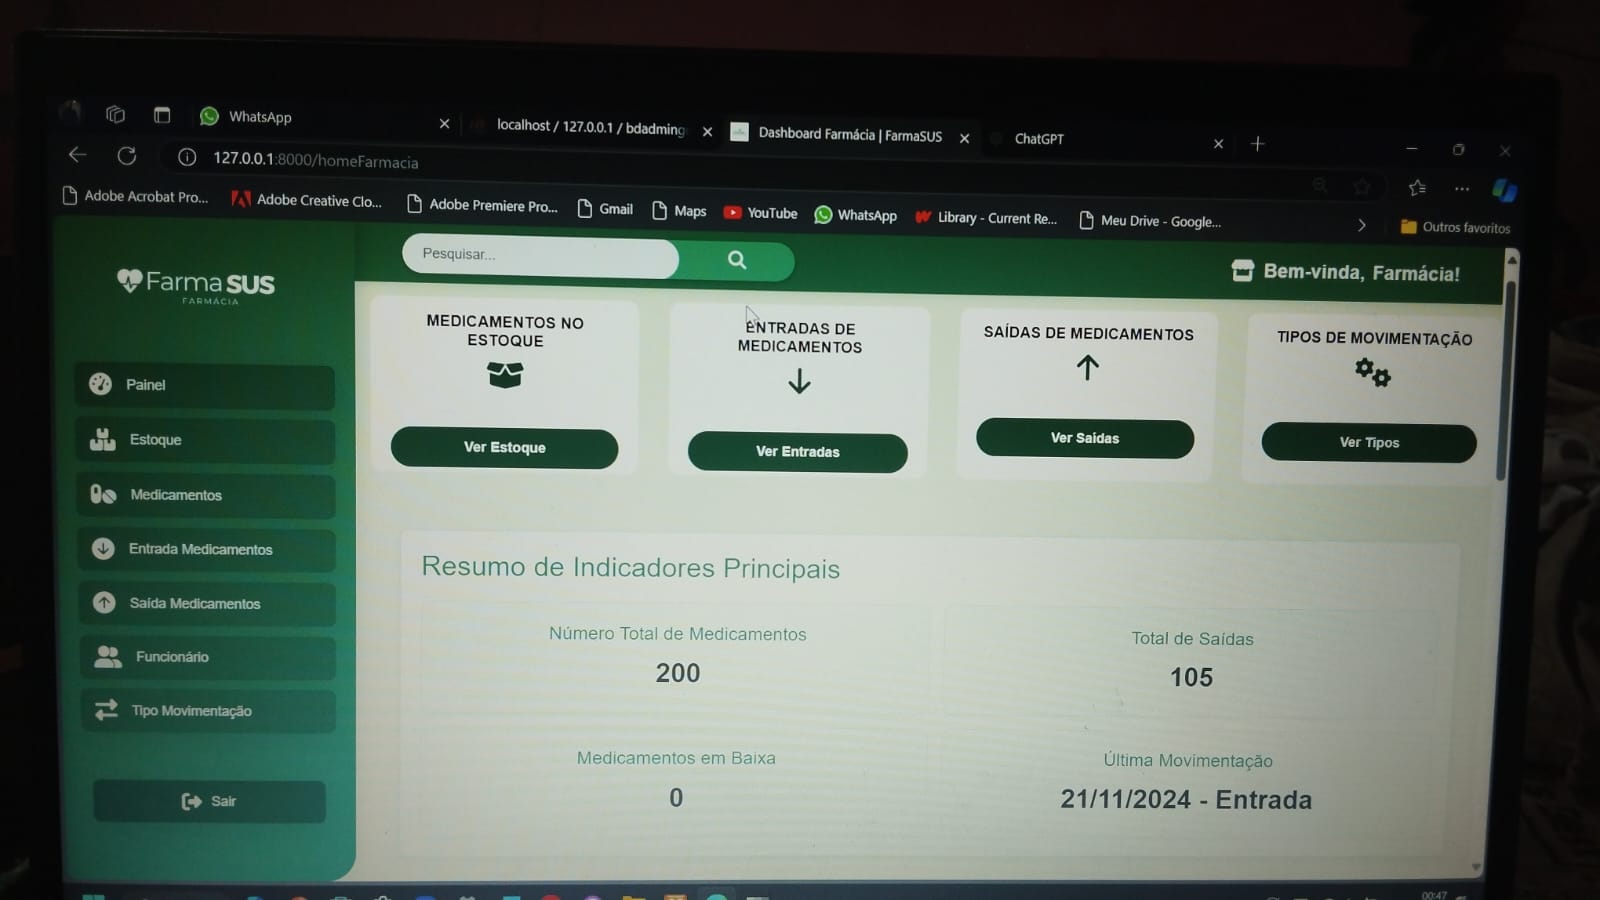 WhatsApp
localhost / 127.0.0.1 / bdadming
Dashboard Farmácia | FarmaSUS
ChatGPT
127.0.0.1:8000/homeFarmacia
Adobe Acrobat Pro...
Adobe Creative Clo...
Adobe Premiere Pro...
Gmail
Maps
YouTube
WhatsApp
Library - Current Re...
Meu Drive - Google...
Outros favoritos
Farma SUS
FARMÁCIA
Pesquisar...
Bem-vinda, Farmácia!
Painel
Estoque
Medicamentos
Entrada Medicamentos
Saída Medicamentos
Funcionário
Tipo Movimentação
Sair
MEDICAMENTOS NO
ESTOQUE
Ver Estoque
ENTRADAS DE
MEDICAMENTOS
Ver Entradas
SAÍDAS DE MEDICAMENTOS
Ver Saídas
TIPOS DE MOVIMENTAÇÃO
Ver Tipos
Resumo de Indicadores Principais
Número Total de Medicamentos
200
Total de Saídas
105
Medicamentos em Baixa
0
Última Movimentação
21/11/2024 - Entrada
00:47